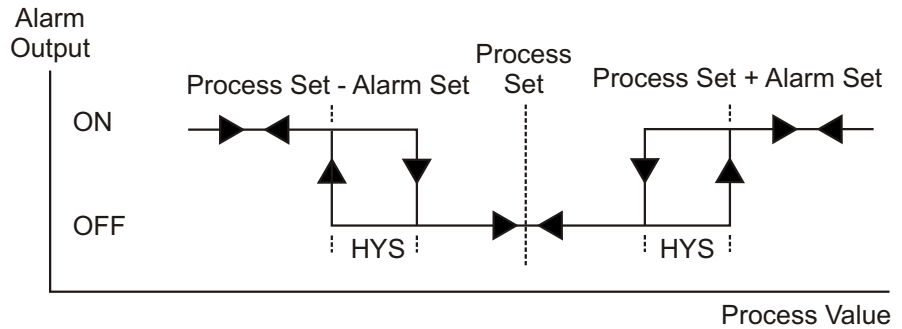 Alarm
Output
Process
Set
Process Set - Alarm Set
Process Set + Alarm Set
ON
OFF
HYS
HYS
Process Value